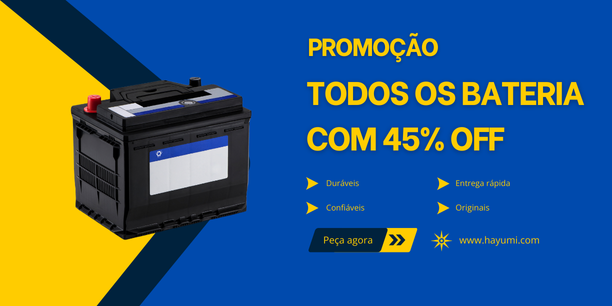 PROMOÇÃO
TODOS OS BATERIA
COM 45% OFF
Duráveis
Entrega rápida
Confiáveis
Originais
Peça agora
www.hayumi.com